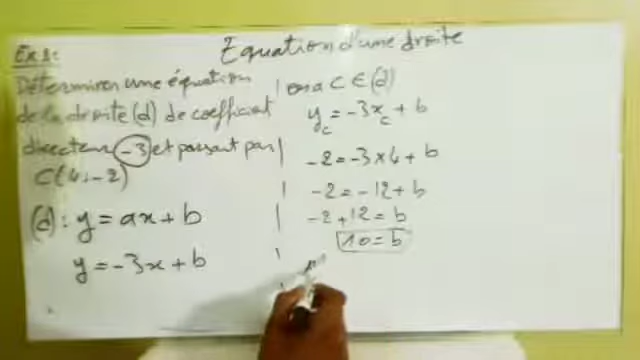 Equation d'une droite
Ex 1:
Déterminer une équation
de la droite (d) de coefficient
directeur -3 et passant par
C(4;-2)
(d): y = ax + b
y = -3x + b
on a C ∈ (d)
y_c = -3x_c + b
-2 = -3×4 + b
-2 = -12 + b
-2 + 12 = b
10 = b